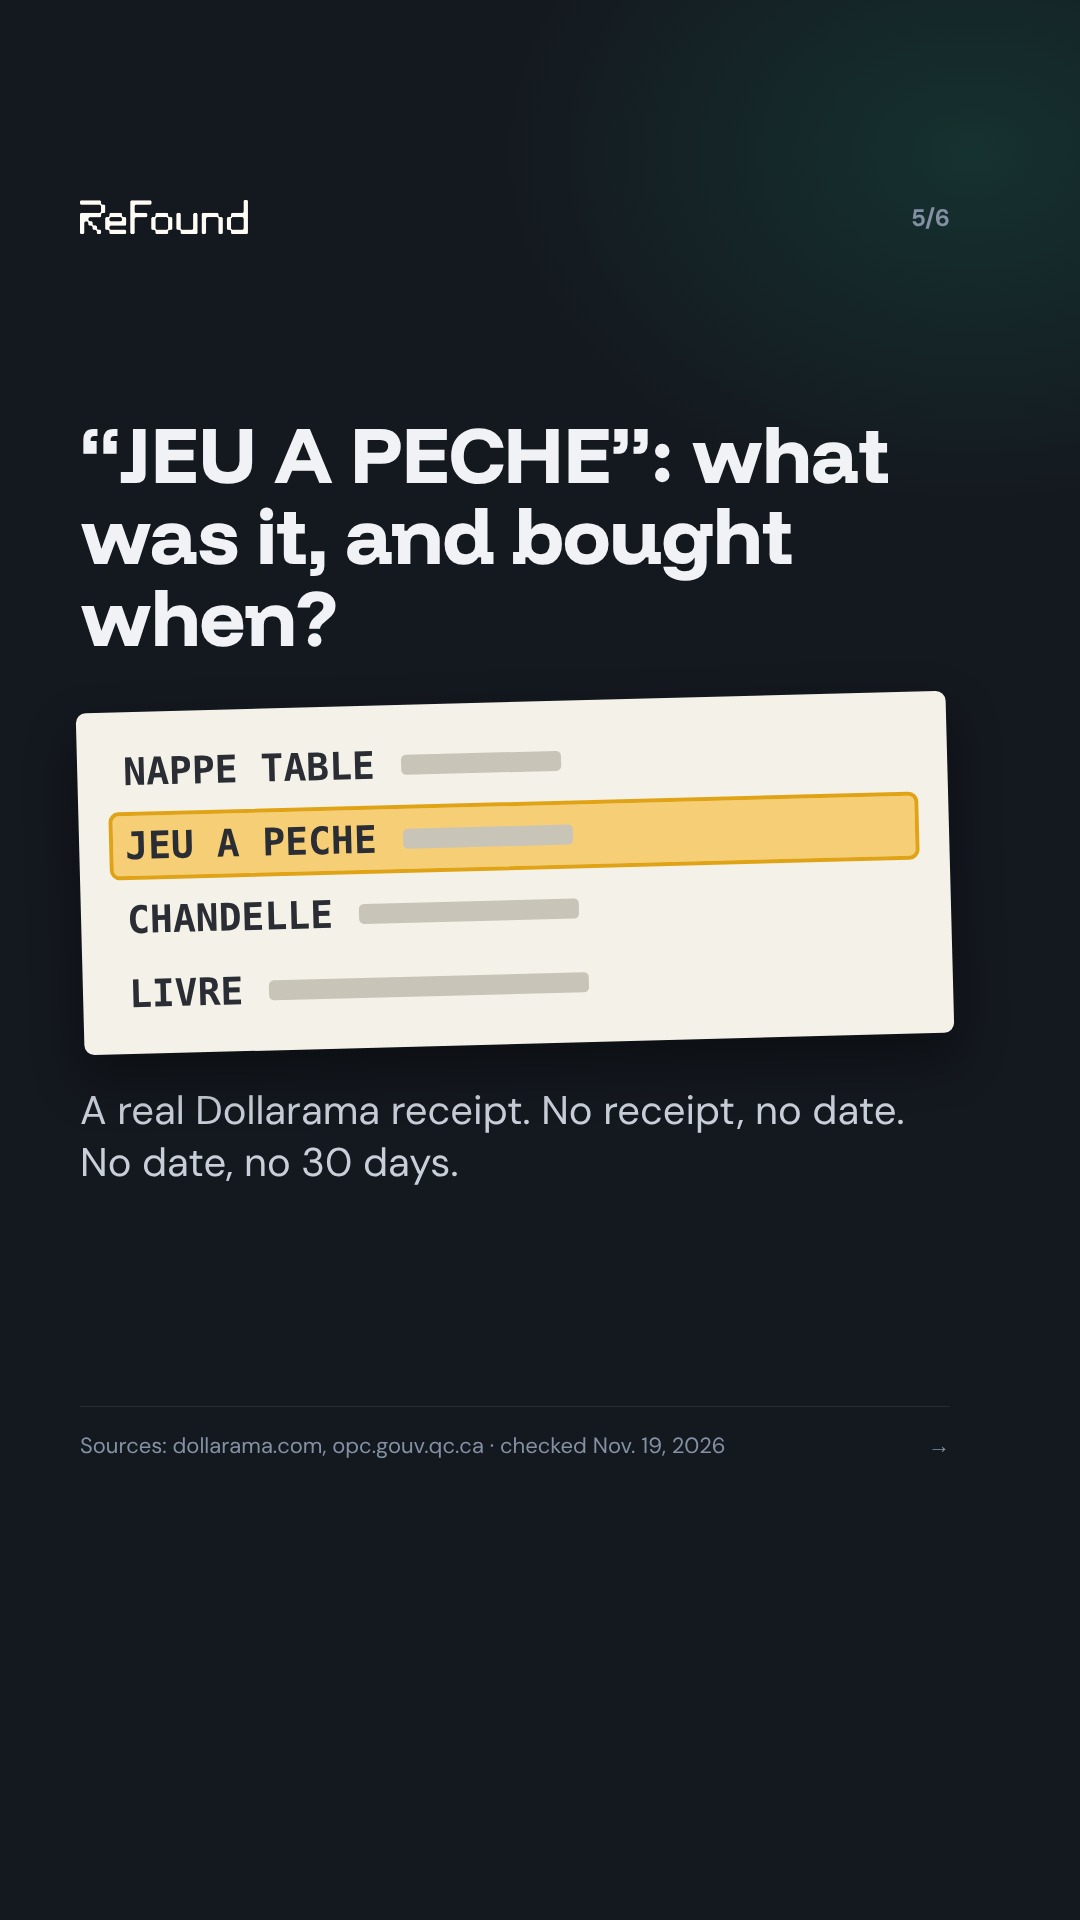 ReFound
5/6
“JEU A PECHE”: what
was it, and bought
when?
NAPPE TABLE
JEU A PECHE
CHANDELLE
LIVRE
A real Dollarama receipt. No receipt, no date.
No date, no 30 days.
Sources: dollarama.com, opc.gouv.qc.ca · checked Nov. 19, 2026 →